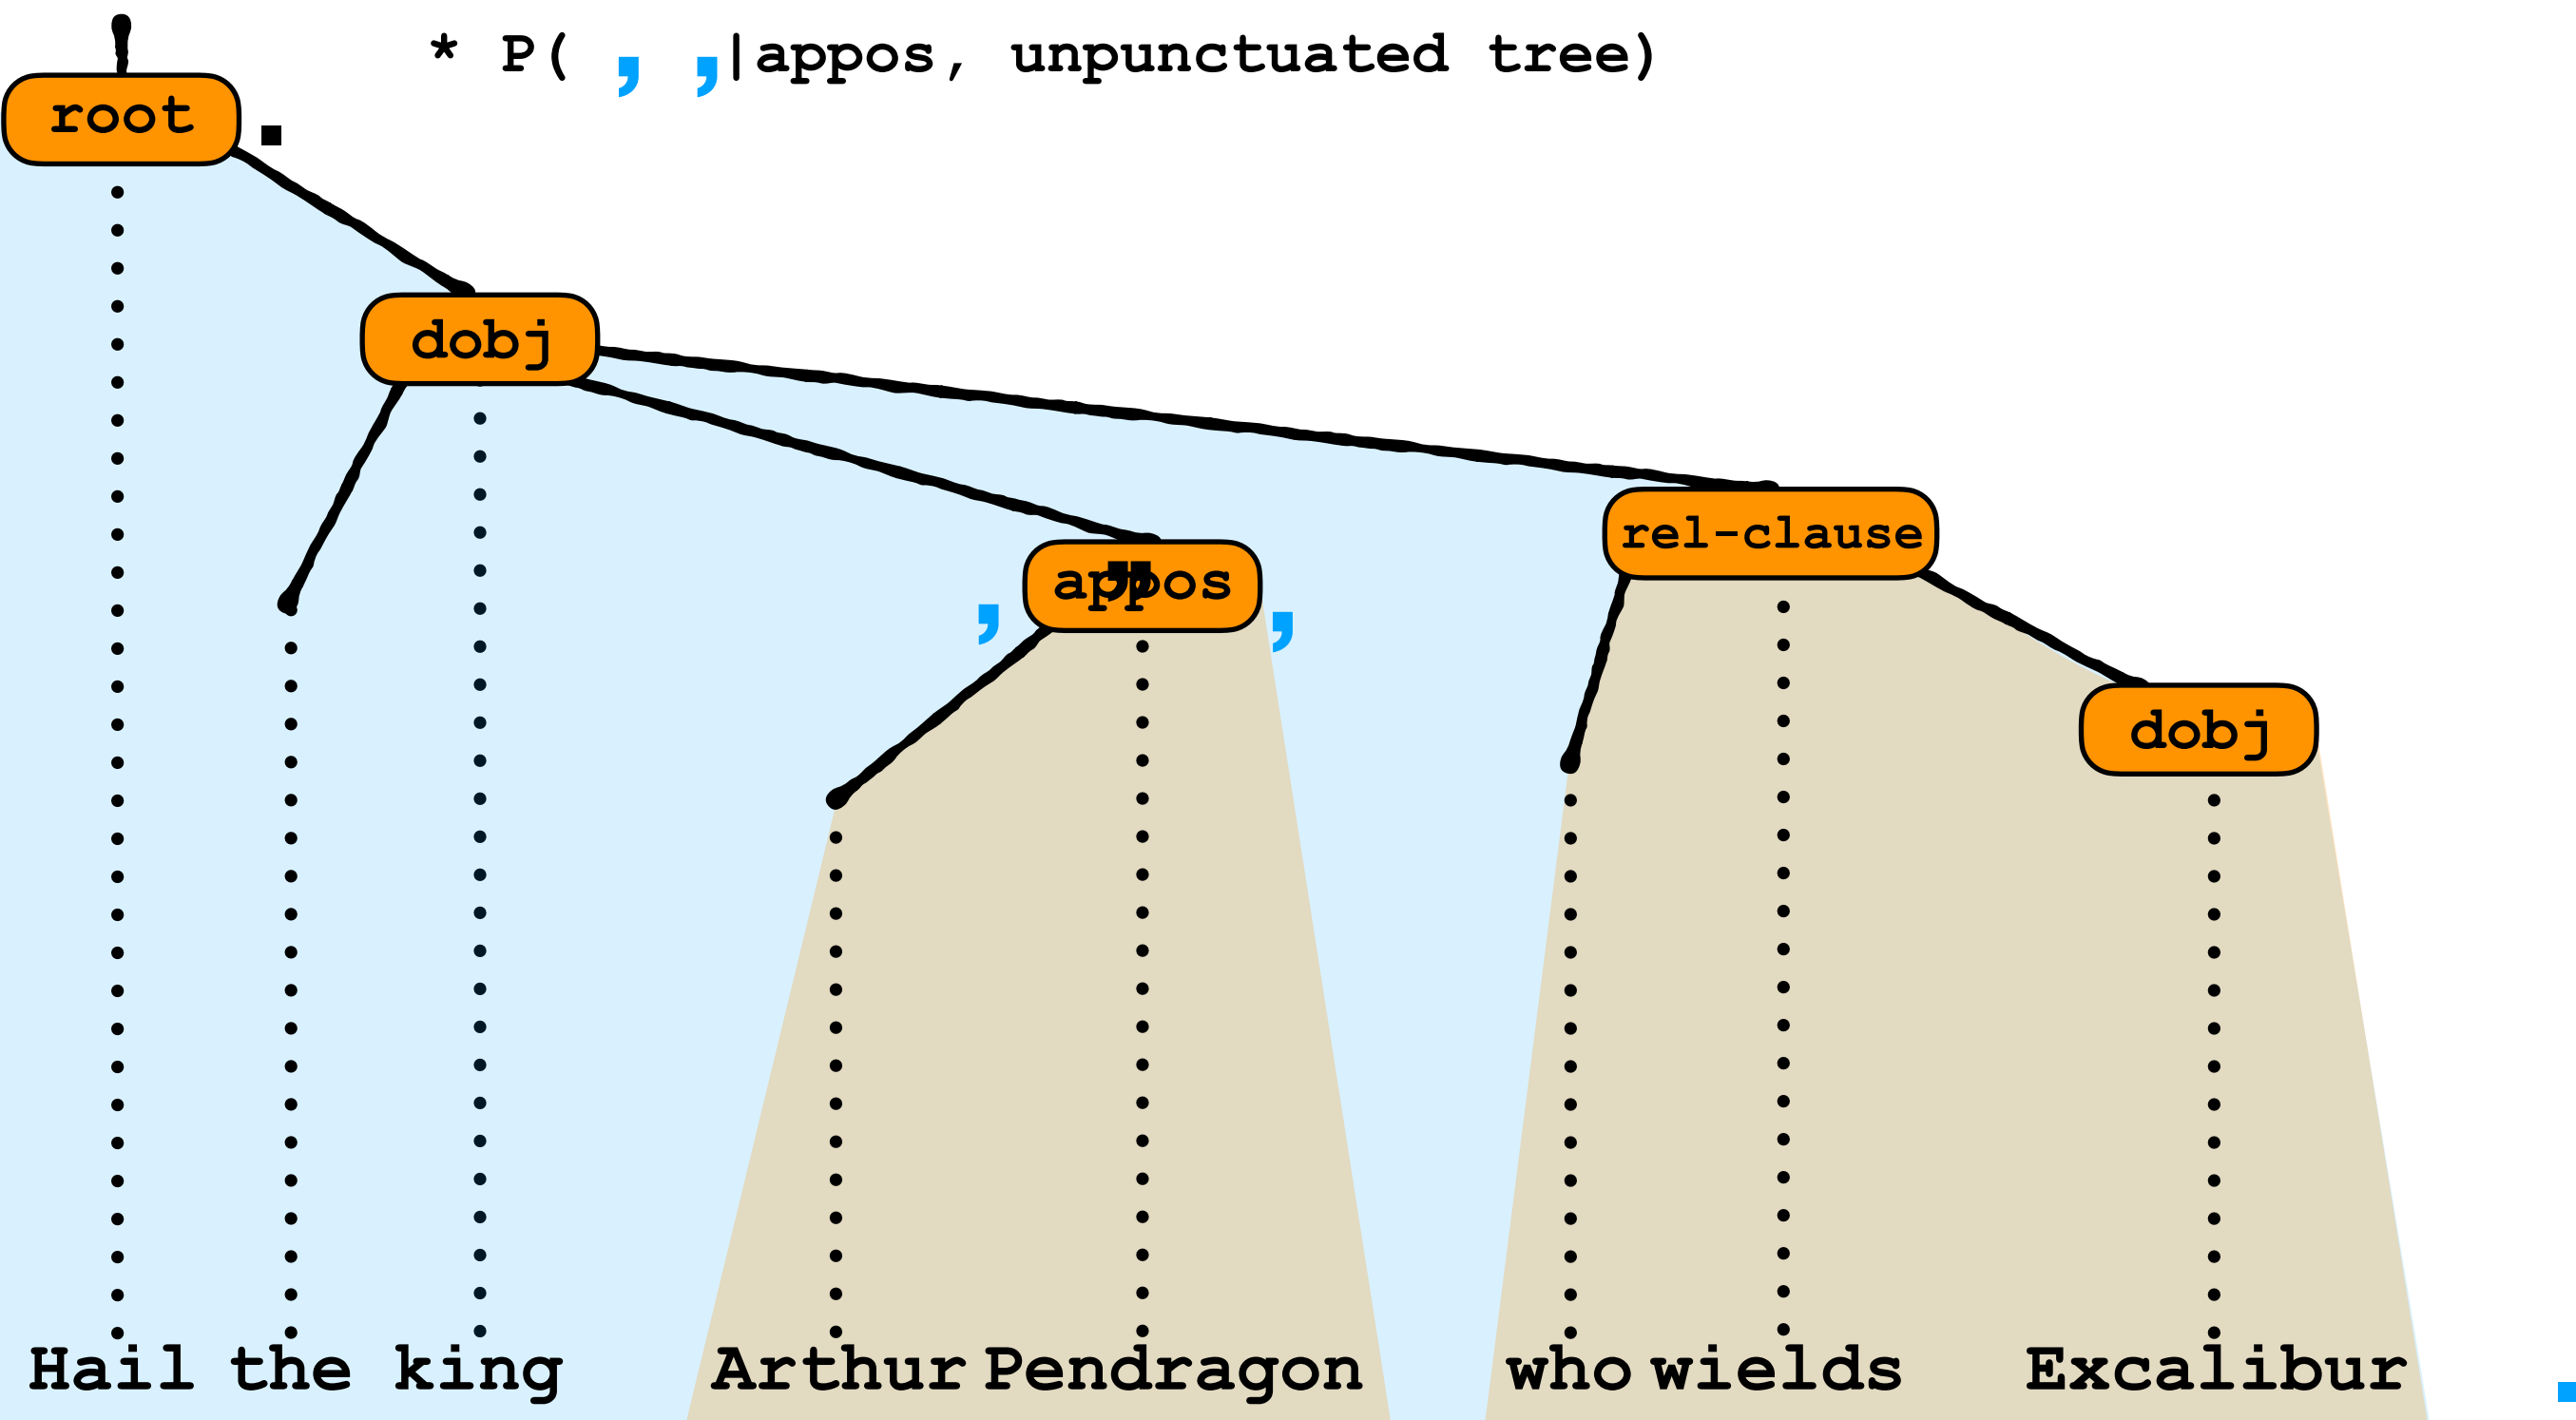 * P( , ,|appos, unpunctuated tree)
root .
dobj
rel-clause
, appos ,
,,
dobj
Hail the king Arthur Pendragon who wields Excalibur .